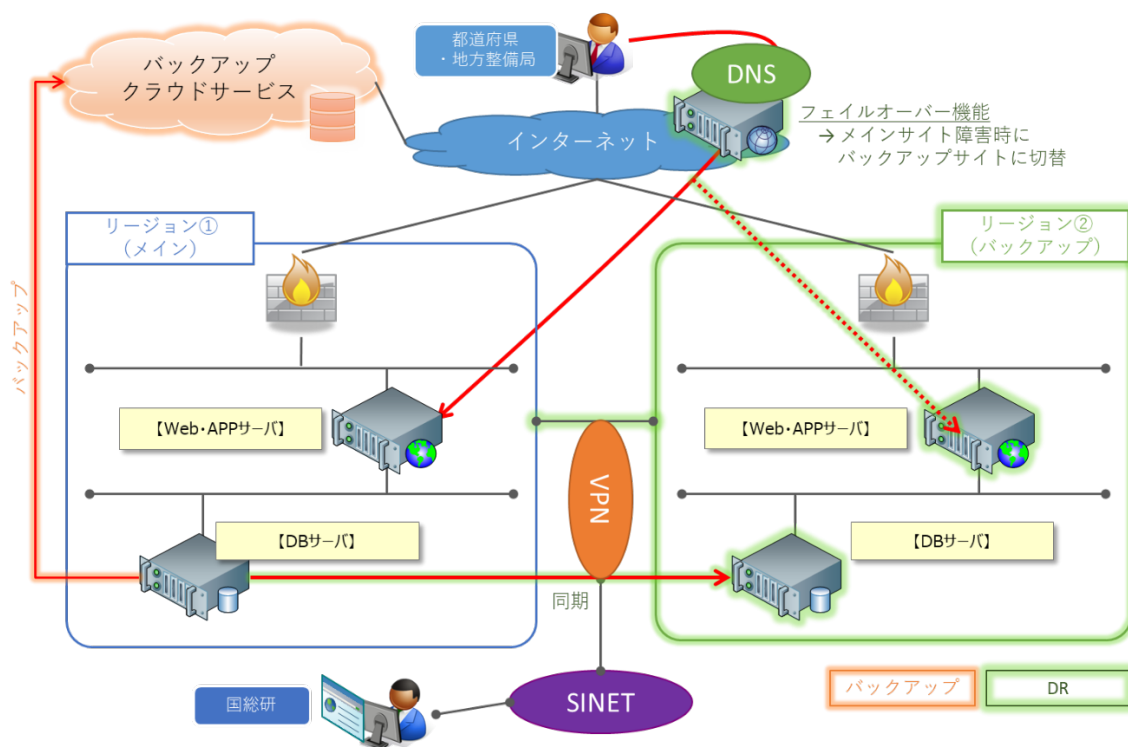 都道府県
・地方整備局
DNS
バックアップ
クラウドサービス
インターネット
フェイルオーバー機能
→ メインサイト障害時に
バックアップサイトに切替
リージョン①
(メイン)
リージョン②
(バックアップ)
バックアップ
【Web・APPサーバ】
【Web・APPサーバ】
VPN
【DBサーバ】
【DBサーバ】
同期
国総研
SINET
バックアップ
DR